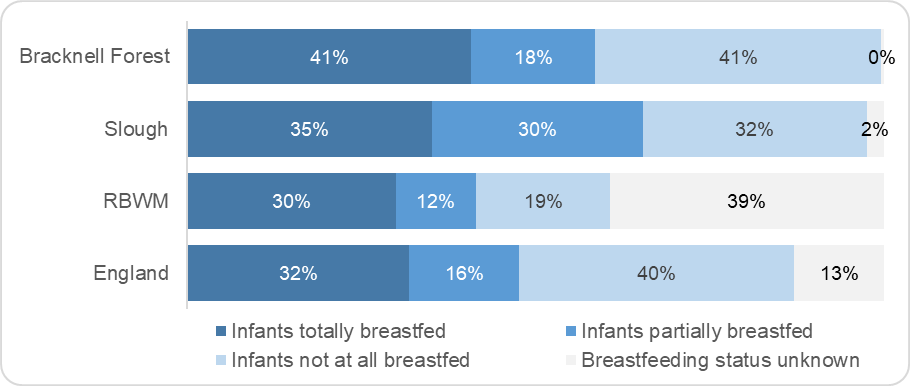 Bracknell Forest 41% 18% 41% 0%
Slough 35% 30% 32% 2%
RBWM 30% 12% 19% 39%
England 32% 16% 40% 13%
Infants totally breastfed Infants partially breastfed
Infants not at all breastfed Breastfeeding status unknown